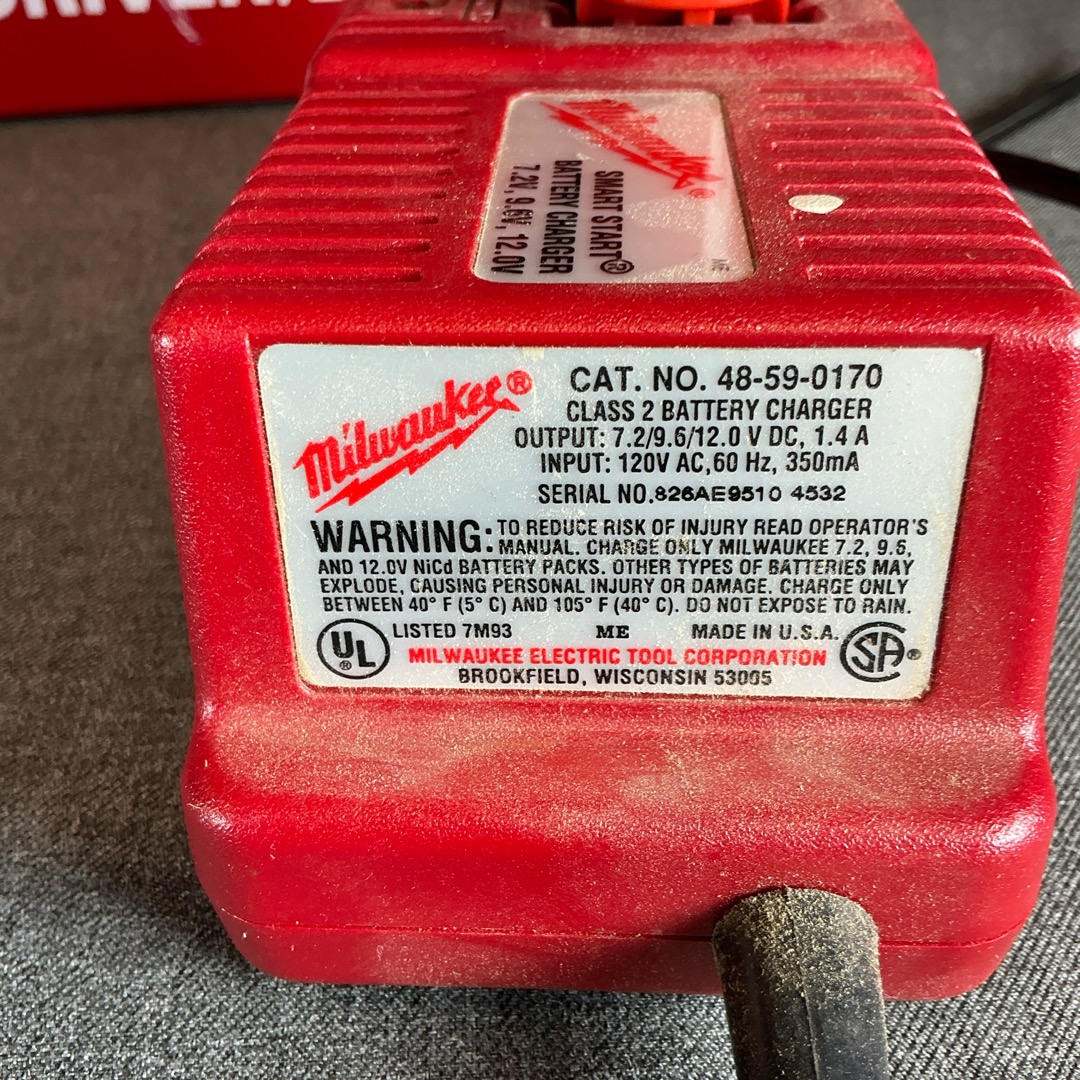 Milwaukee®
SMART START®
BATTERY CHARGER
7.2V, 9.6V, 12.0V
ME
Milwaukee®
CAT. NO. 48-59-0170
CLASS 2 BATTERY CHARGER
OUTPUT: 7.2/9.6/12.0 V DC, 1.4 A
INPUT: 120V AC,60 Hz, 350mA
SERIAL NO.826AE9510 4532
WARNING: TO REDUCE RISK OF INJURY READ OPERATOR'S
MANUAL. CHARGE ONLY MILWAUKEE 7.2, 9.6,
AND 12.0V NiCd BATTERY PACKS. OTHER TYPES OF BATTERIES MAY
EXPLODE, CAUSING PERSONAL INJURY OR DAMAGE. CHARGE ONLY
BETWEEN 40° F (5° C) AND 105° F (40° C). DO NOT EXPOSE TO RAIN.
UL® LISTED 7M93 ME MADE IN U.S.A. SA®
MILWAUKEE ELECTRIC TOOL CORPORATION
BROOKFIELD, WISCONSIN 53005